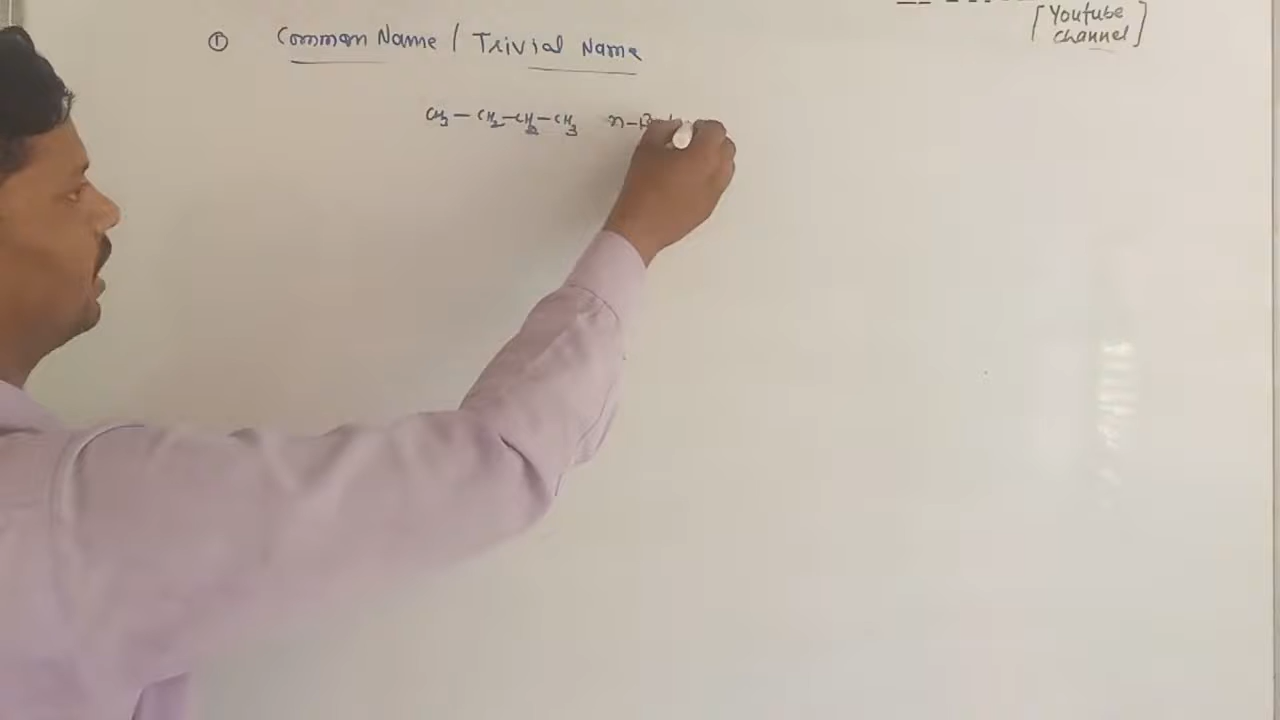 [Youtube
channel]
① Common Name / Trivial Name
CH3 — CH2 — CH2 — CH3 n-